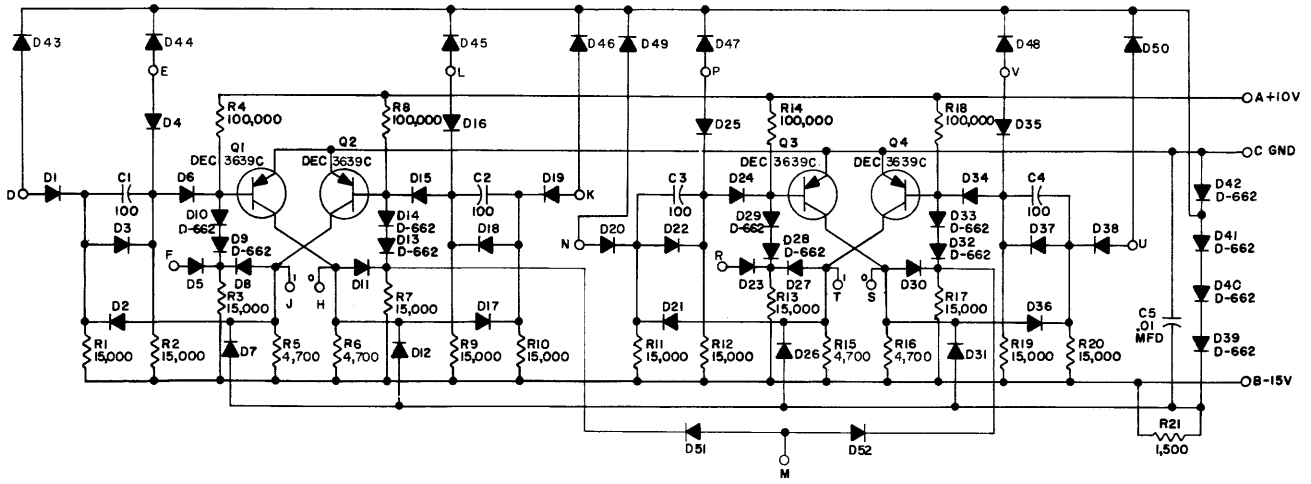 D43
D44
D45
D46
D49
D47
D48
D50
E
L
P
V
A+10V
R4
100,000
R8
100,000
R14
100,000
R18
100,000
D4
D16
D25
D35
Q1
Q2
Q3
Q4
DEC 3639C
DEC 3639C
DEC 3639C
DEC 3639C
C GND
D
D1
C1
100
D6
D15
C2
100
D19
K
C3
100
D24
D34
C4
100
D42
D-662
D3
D10
D-662
D14
D-662
D18
N
D20
D22
D29
D-662
D33
D-662
D37
D38
U
D41
D-662
D9
D-662
D13
D-662
D28
D-662
D32
D-662
F
D5
D8
1
J
0
H
D11
R
D23
D27
1
T
0
S
D30
D40
D-662
D2
R3
15,000
R7
15,000
D17
D21
R13
15,000
R17
15,000
D36
C5
.01
MFD
D39
D-662
R1
15,000
R2
15,000
D7
R5
4,700
R6
4,700
D12
R9
15,000
R10
15,000
R11
15,000
R12
15,000
D26
R15
4,700
R16
4,700
D31
R19
15,000
R20
15,000
B-15V
D51
D52
M
R21
1,500